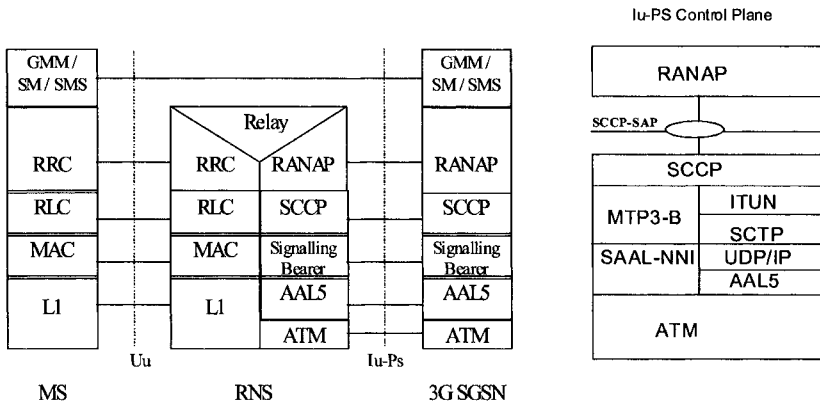 Iu-PS Control Plane
GMM /
SM / SMS
GMM /
SM / SMS
RANAP
Relay
SCCP-SAP
RRC
RRC
RANAP
RANAP
SCCP
RLC
RLC
SCCP
SCCP
MTP3-B
ITUN
SCTP
MAC
MAC
Signalling
Bearer
Signalling
Bearer
SAAL-NNI
UDP/IP
AAL5
L1
L1
AAL5
AAL5
ATM
ATM
ATM
Uu
Iu-Ps
MS
RNS
3G SGSN